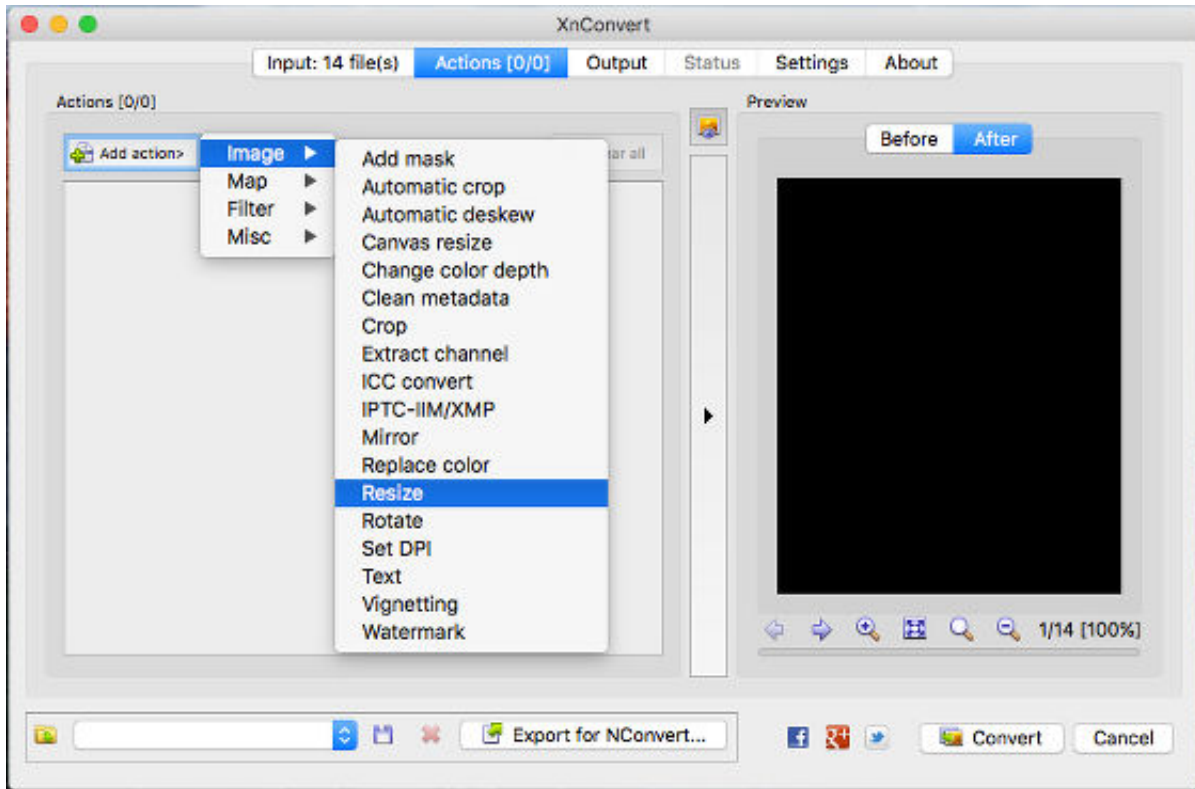 XnConvert
Input: 14 file(s) Actions [0/0] Output Status Settings About
Actions [0/0]
Preview
Add action>
Image
Map
Filter
Misc
ar all
Add mask
Automatic crop
Automatic deskew
Canvas resize
Change color depth
Clean metadata
Crop
Extract channel
ICC convert
IPTC-IIM/XMP
Mirror
Replace color
Resize
Rotate
Set DPI
Text
Vignetting
Watermark
Before After
1/14 [100%]
Export for NConvert...
f g+
Convert Cancel